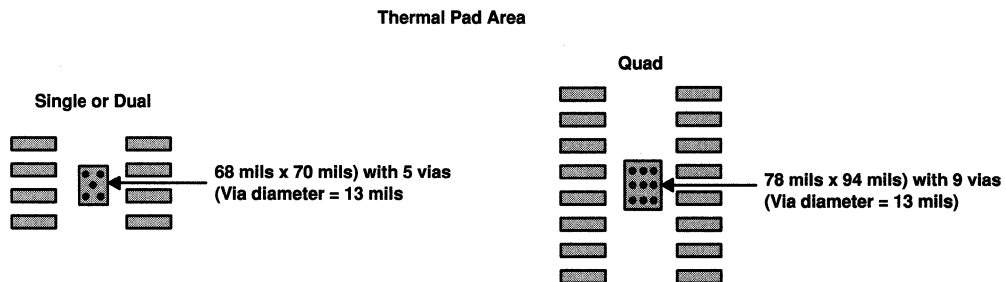 Thermal Pad Area
Single or Dual
68 mils x 70 mils) with 5 vias
(Via diameter = 13 mils
Quad
78 mils x 94 mils) with 9 vias
(Via diameter = 13 mils)